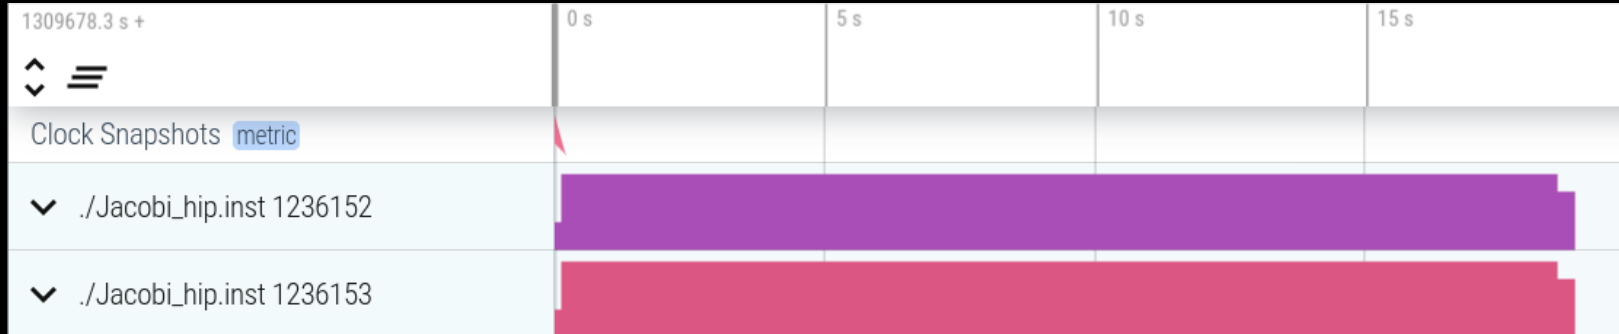 1309678.3 s +
0 s
5 s
10 s
15 s
Clock Snapshots metric
./Jacobi_hip.inst 1236152
./Jacobi_hip.inst 1236153